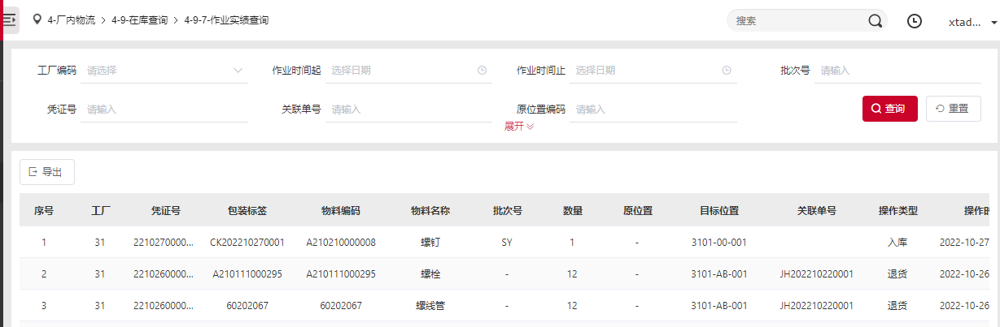 4-厂内物流 > 4-9-在库查询 > 4-9-7-作业实绩查询 搜索 xtad...
工厂编码 请选择 作业时间起 选择日期 作业时间止 选择日期 批次号 请输入
凭证号 请输入 关联单号 请输入 原位置编码 请输入 查询 重置
展开
导出
序号 工厂 凭证号 包装标签 物料编码 物料名称 批次号 数量 原位置 目标位置 关联单号 操作类型 操作时
1 31 2210270000... CK202210270001 A210210000008 螺钉 SY 1 - 3101-00-001 入库 2022-10-27
2 31 2210260000... A210111000295 A210111000295 螺栓 - 12 - 3101-AB-001 JH202210220001 退货 2022-10-26
3 31 2210260000... 60202067 60202067 螺线管 - 12 - 3101-AB-001 JH202210220001 退货 2022-10-26